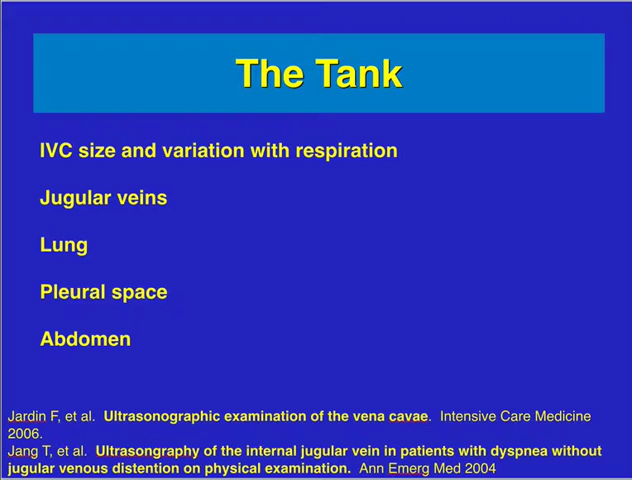 The Tank
IVC size and variation with respiration
Jugular veins
Lung
Pleural space
Abdomen
Jardin F, et al.  Ultrasonographic examination of the vena cavae.  Intensive Care Medicine
2006.
Jang T, et al.  Ultrasongraphy of the internal jugular vein in patients with dyspnea without
jugular venous distention on physical examination.  Ann Emerg Med 2004